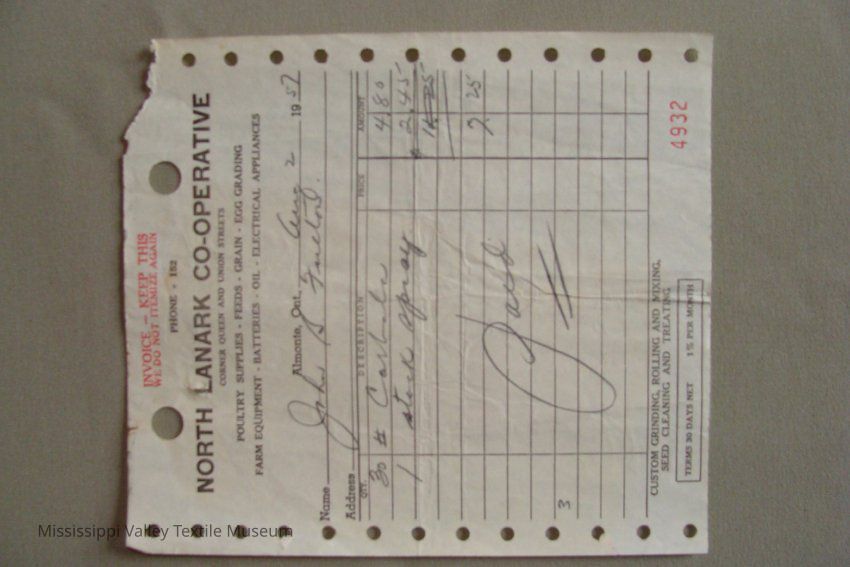 INVOICE - KEEP THIS
WE DO NOT ITEMIZE AGAIN
PHONE - 152
NORTH LANARK CO-OPERATIVE
CORNER QUEEN AND UNION STREETS
POULTRY SUPPLIES - FEEDS - GRAIN - EGG GRADING
FARM EQUIPMENT - BATTERIES - OIL - ELECTRICAL APPLIANCES
Almonte, Ont., Aug 2 1957
Name John S Fulton.
Address
QTY. DESCRIPTION PRICE AMOUNT
30 # Carbola 4.80
1 stock spray 2.45
7.25
Paid
3
CUSTOM GRINDING, ROLLING AND MIXING,
SEED CLEANING AND TREATING
4932
TERMS 30 DAYS NET 1% PER MONTH
Mississippi Valley Textile Museum